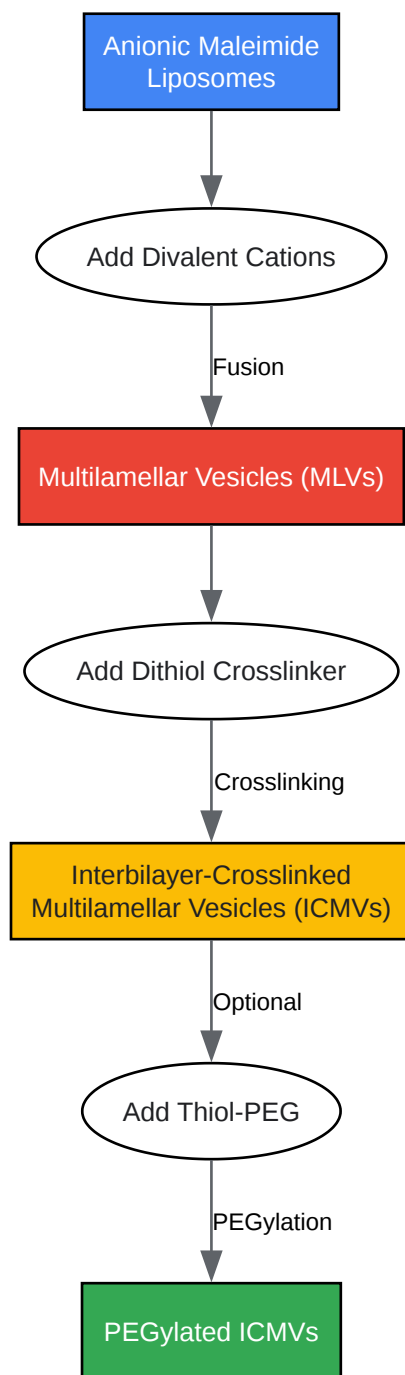 Anionic Maleimide
Liposomes
Add Divalent Cations
Fusion
Multilamellar Vesicles (MLVs)
Add Dithiol Crosslinker
Crosslinking
Interbilayer-Crosslinked
Multilamellar Vesicles (ICMVs)
Optional
Add Thiol-PEG
PEGylation
PEGylated ICMVs